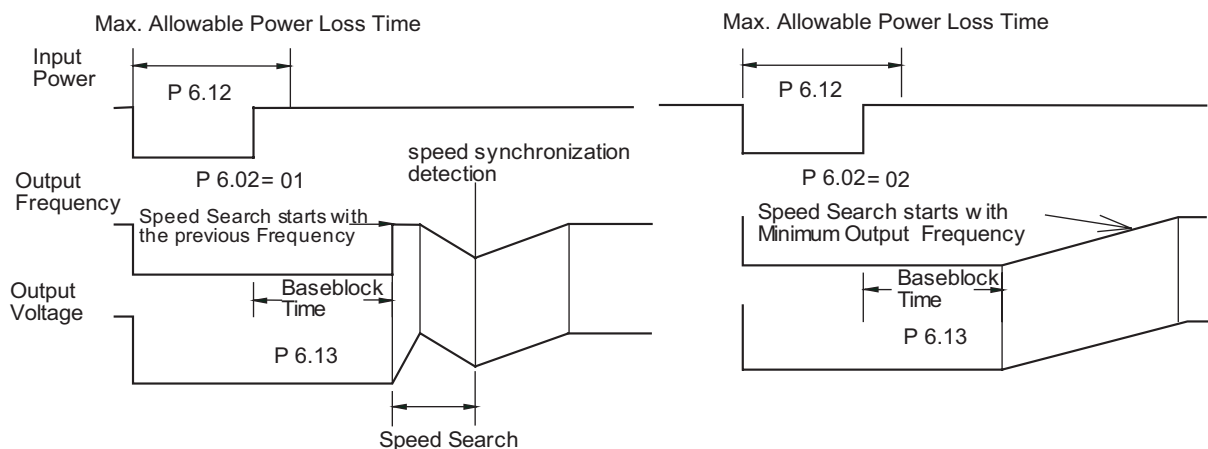 Max. Allowable Power Loss Time
Input
Power
P 6.12
P 6.02= 01
speed synchronization
detection
Output
Frequency
Speed Search starts with
the previous Frequency
Output
Voltage
Baseblock
Time
P 6.13
Speed Search
Max. Allowable Power Loss Time
P 6.12
P 6.02= 02
Speed Search starts with
Minimum Output Frequency
Baseblock
Time
P 6.13